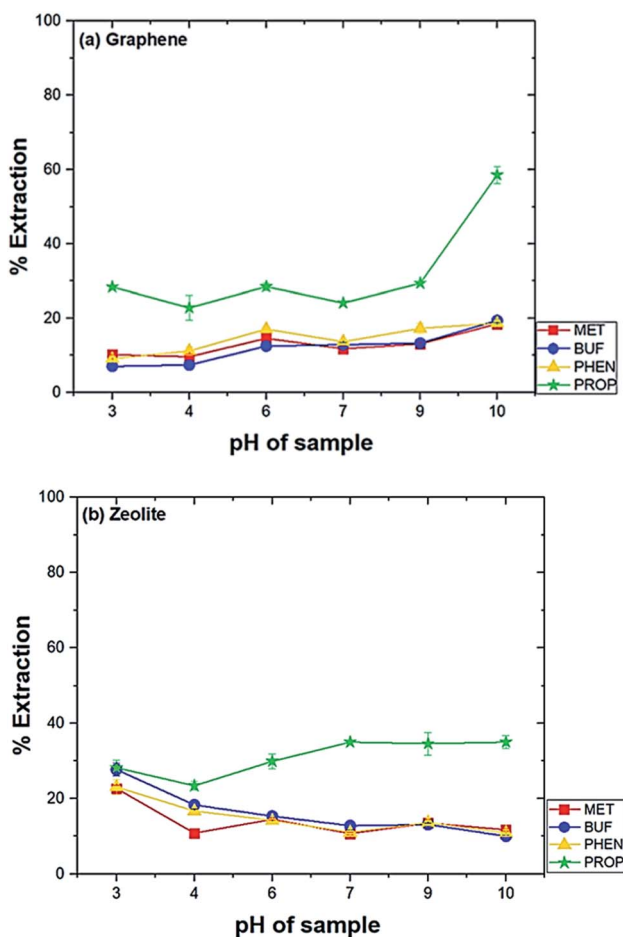 (a) Graphene
100
80
60
40
20
0
% Extraction
3 4 6 7 9 10
pH of sample
MET
BUF
PHEN
PROP
(b) Zeolite
100
80
60
40
20
0
% Extraction
3 4 6 7 9 10
pH of sample
MET
BUF
PHEN
PROP